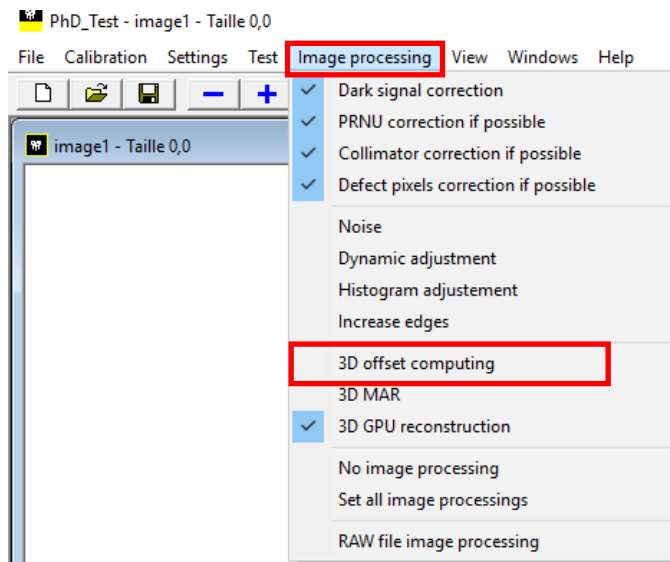 PhD_Test - image1 - Taille 0,0
File Calibration Settings Test Image processing View Windows Help
image1 - Taille 0,0
Dark signal correction
PRNU correction if possible
Collimator correction if possible
Defect pixels correction if possible
Noise
Dynamic adjustment
Histogram adjustement
Increase edges
3D offset computing
3D MAR
3D GPU reconstruction
No image processing
Set all image processings
RAW file image processing